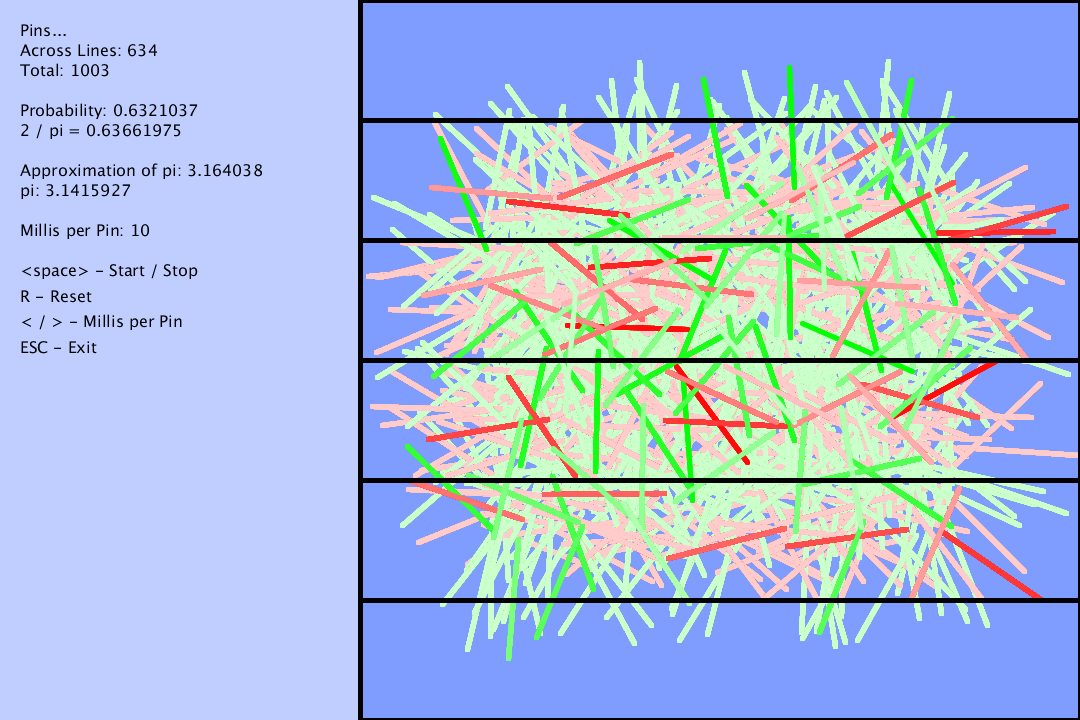 Pins...
Across Lines: 634
Total: 1003
Probability: 0.6321037
2 / pi = 0.63661975
Approximation of pi: 3.164038
pi: 3.1415927
Millis per Pin: 10
<space> – Start / Stop
R – Reset
< / > – Millis per Pin
ESC – Exit